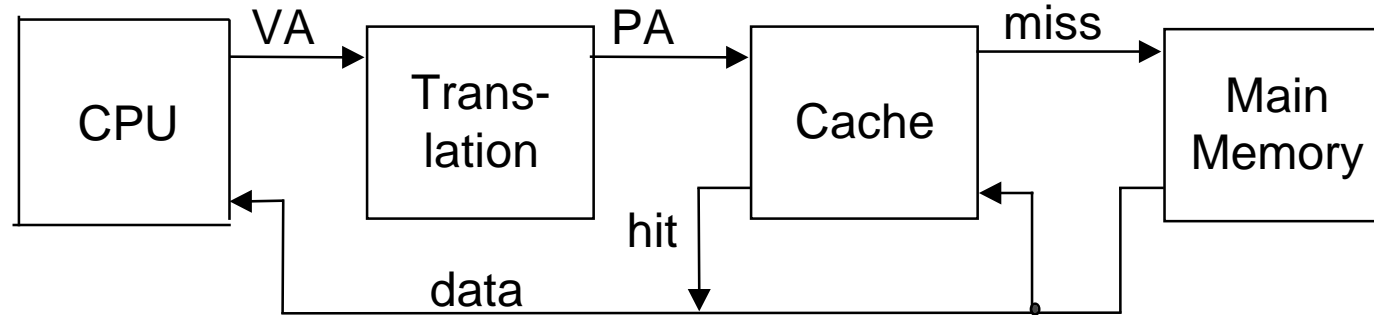 VA
PA
miss
CPU
Trans-
lation
Cache
Main
Memory
hit
data